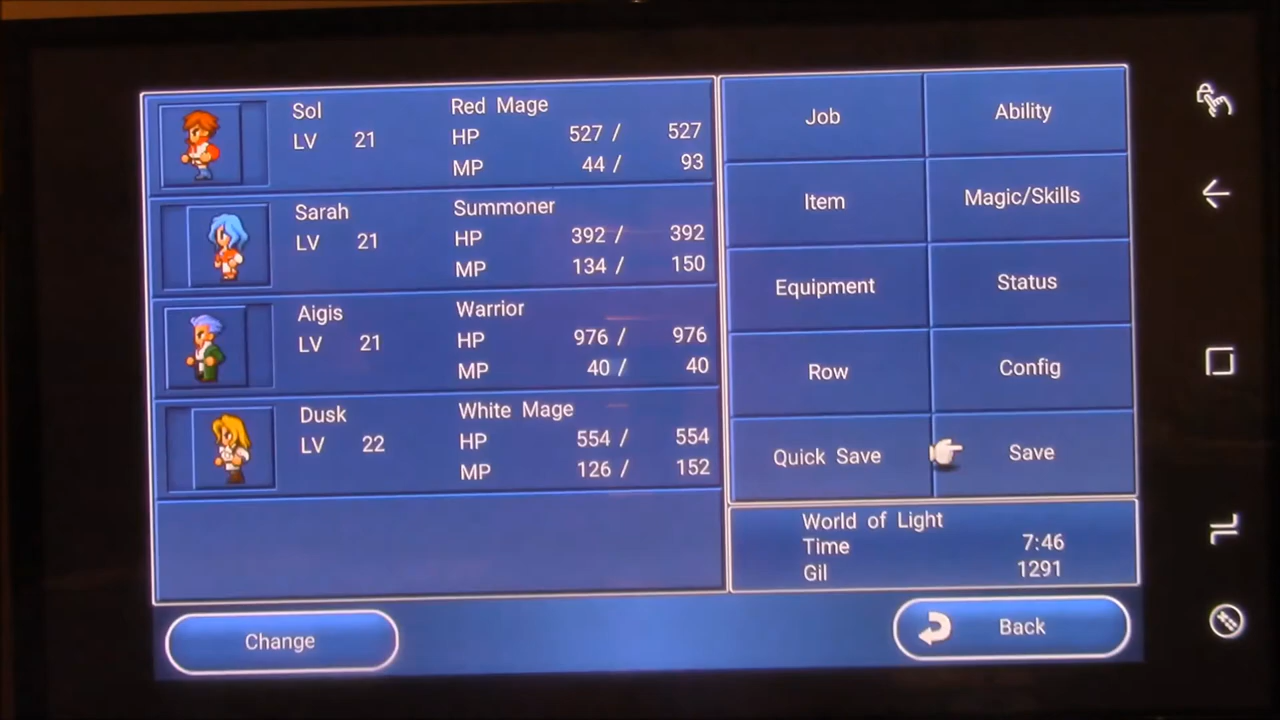 Sol Red Mage
LV 21 HP 527 / 527
MP 44 / 93
Sarah Summoner
LV 21 HP 392 / 392
MP 134 / 150
Aigis Warrior
LV 21 HP 976 / 976
MP 40 / 40
Dusk White Mage
LV 22 HP 554 / 554
MP 126 / 152
Change
Job Ability
Item Magic/Skills
Equipment Status
Row Config
Quick Save Save
World of Light
Time 7:46
Gil 1291
Back